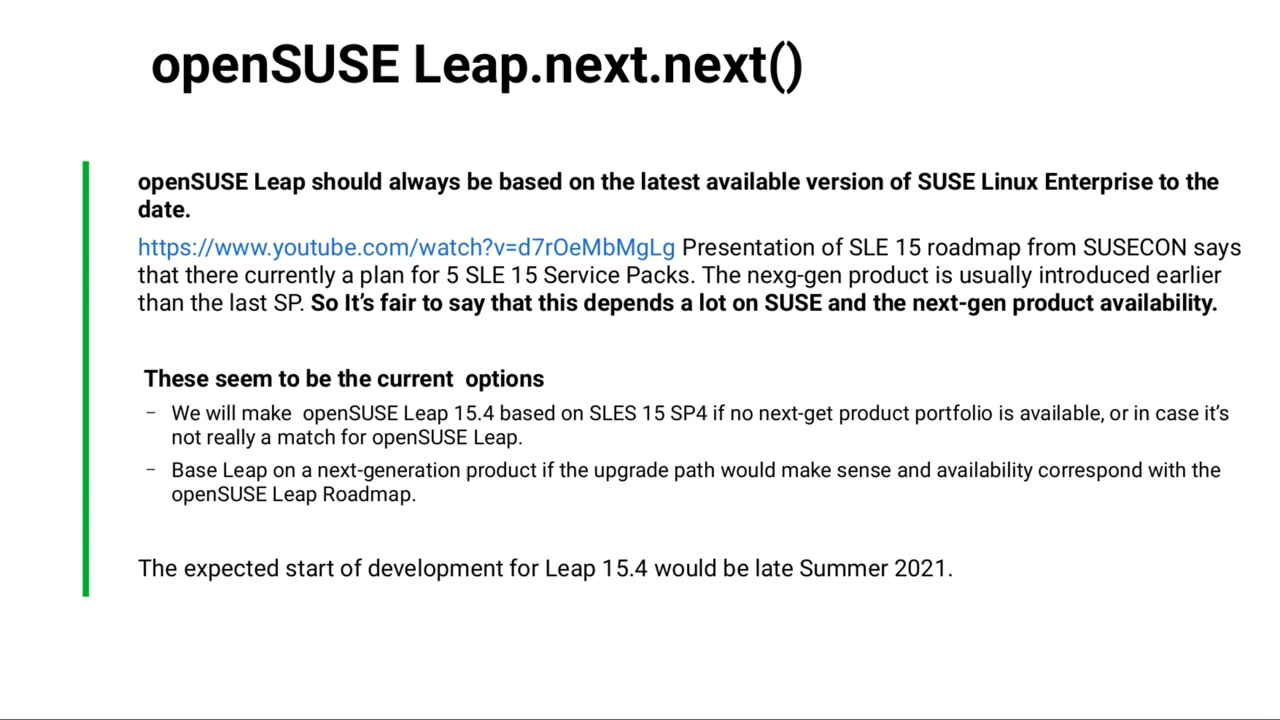 openSUSE Leap.next.next()
openSUSE Leap should always be based on the latest available version of SUSE Linux Enterprise to the
date.
https://www.youtube.com/watch?v=d7rOeMbMgLg Presentation of SLE 15 roadmap from SUSECON says
that there currently a plan for 5 SLE 15 Service Packs. The nexg-gen product is usually introduced earlier
than the last SP. So It’s fair to say that this depends a lot on SUSE and the next-gen product availability.
These seem to be the current  options
– We will make  openSUSE Leap 15.4 based on SLES 15 SP4 if no next-get product portfolio is available, or in case it’s
not really a match for openSUSE Leap.
– Base Leap on a next-generation product if the upgrade path would make sense and availability correspond with the
openSUSE Leap Roadmap.
The expected start of development for Leap 15.4 would be late Summer 2021.